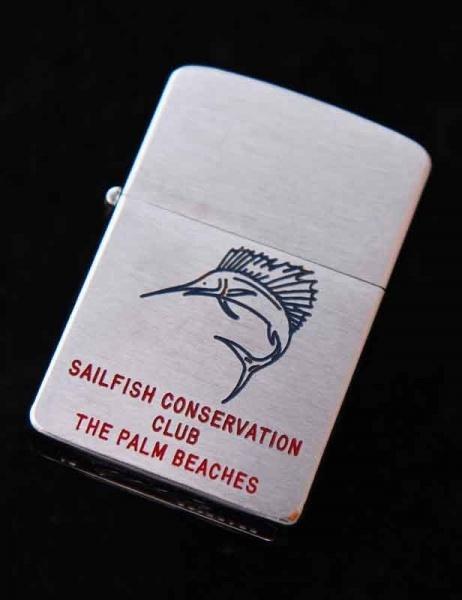 SAILFISH CONSERVATION
CLUB
THE PALM BEACHES